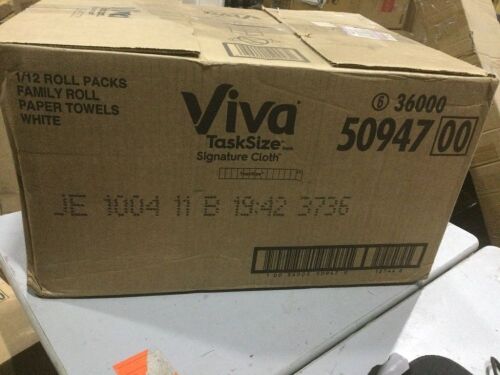 1/12 ROLL PACKS
FAMILY ROLL
PAPER TOWELS
WHITE
Viva
TaskSize
Signature Cloth
6 36000
50947 00
JE 1004 11 B 19:42 3736